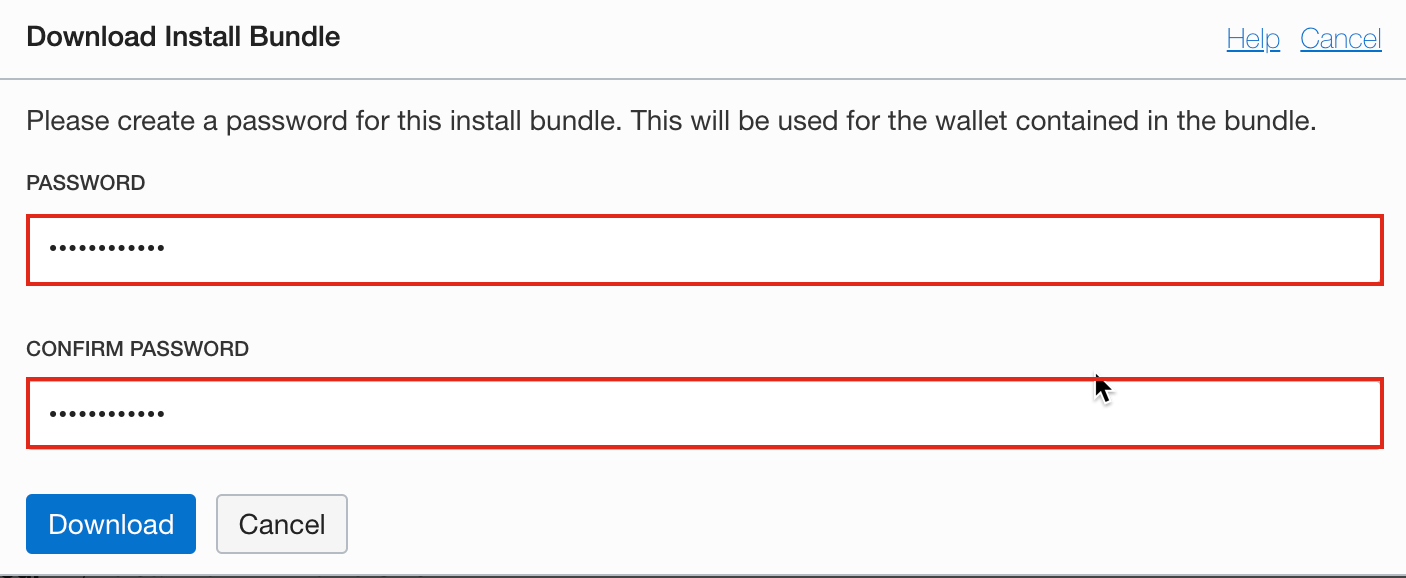 Download Install Bundle
Help Cancel
Please create a password for this install bundle. This will be used for the wallet contained in the bundle.
PASSWORD
••••••••••••
CONFIRM PASSWORD
••••••••••••
Download Cancel